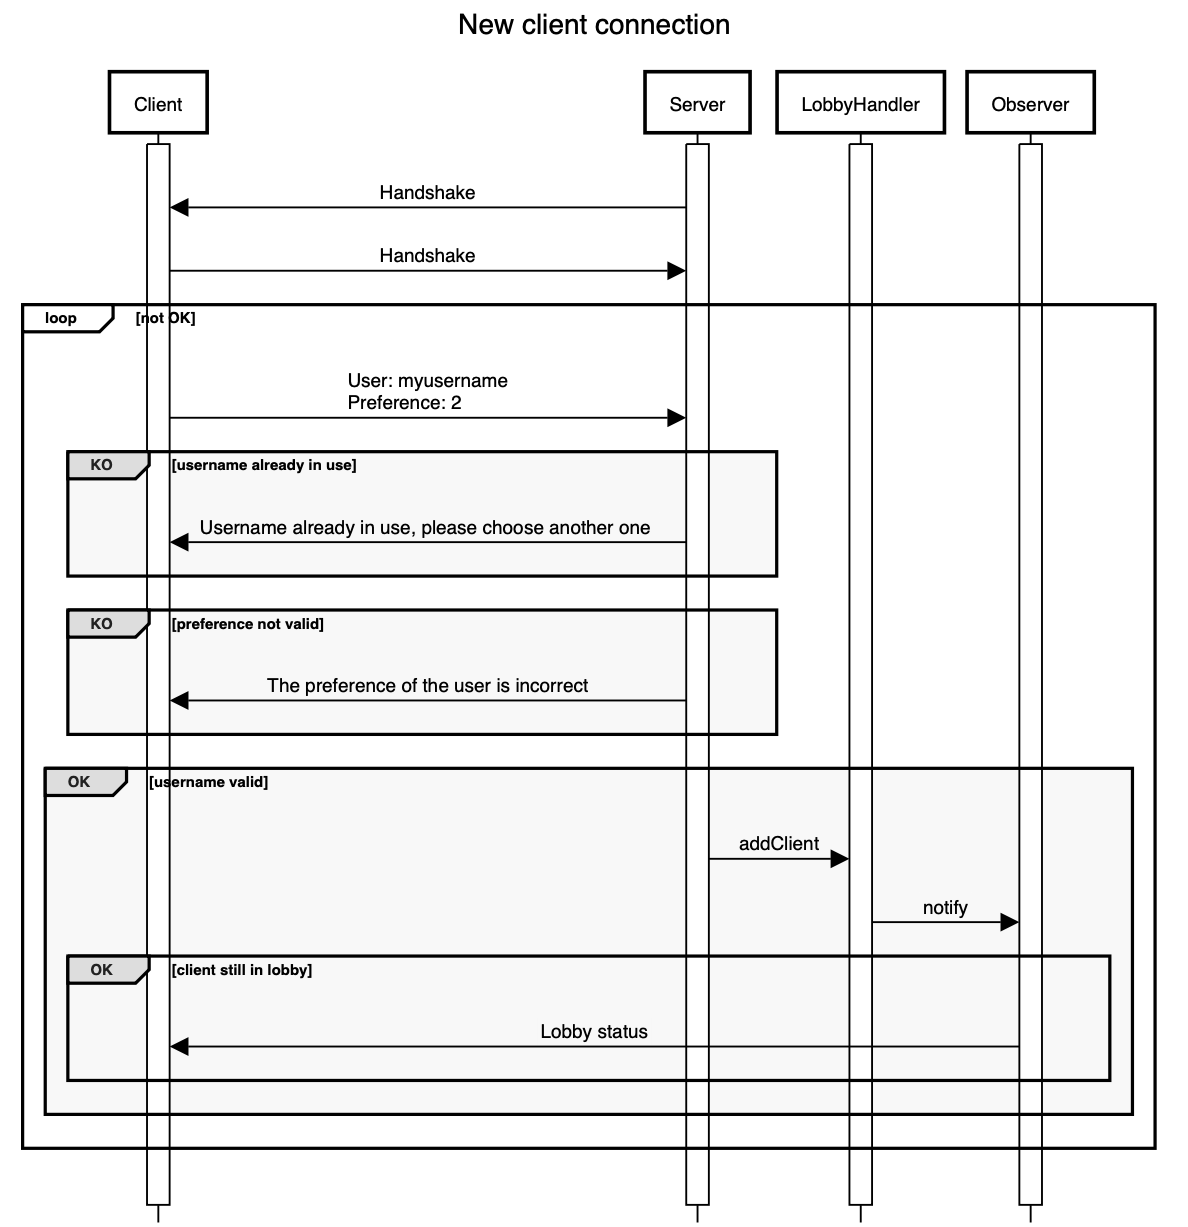 New client connection
Client
Server
LobbyHandler
Observer
Handshake
Handshake
loop
[not OK]
User: myusername
Preference: 2
KO
[username already in use]
Username already in use, please choose another one
KO
[preference not valid]
The preference of the user is incorrect
OK
[username valid]
addClient
notify
OK
[client still in lobby]
Lobby status